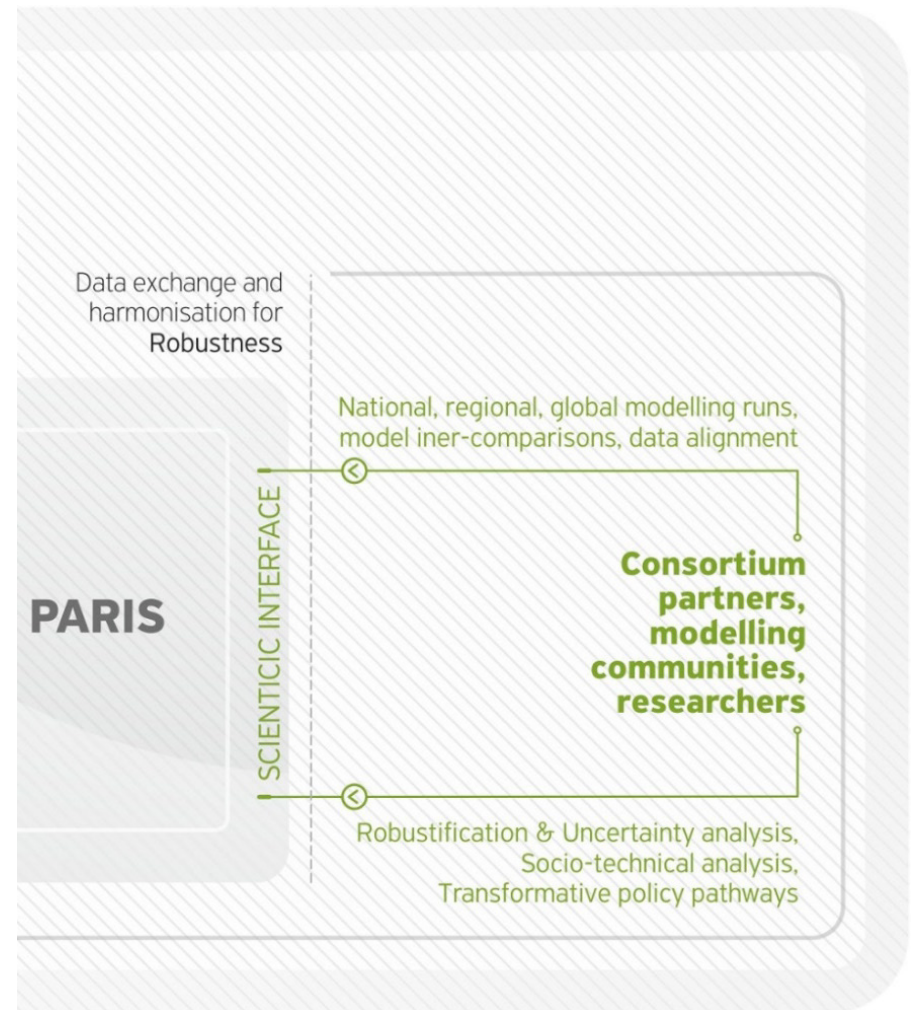 Data exchange and
harmonisation for
Robustness
National, regional, global modelling runs,
model iner-comparisons, data alignment
SCIENTICIC INTERFACE
PARIS
Consortium
partners,
modelling
communities,
researchers
Robustification & Uncertainty analysis,
Socio-technical analysis,
Transformative policy pathways